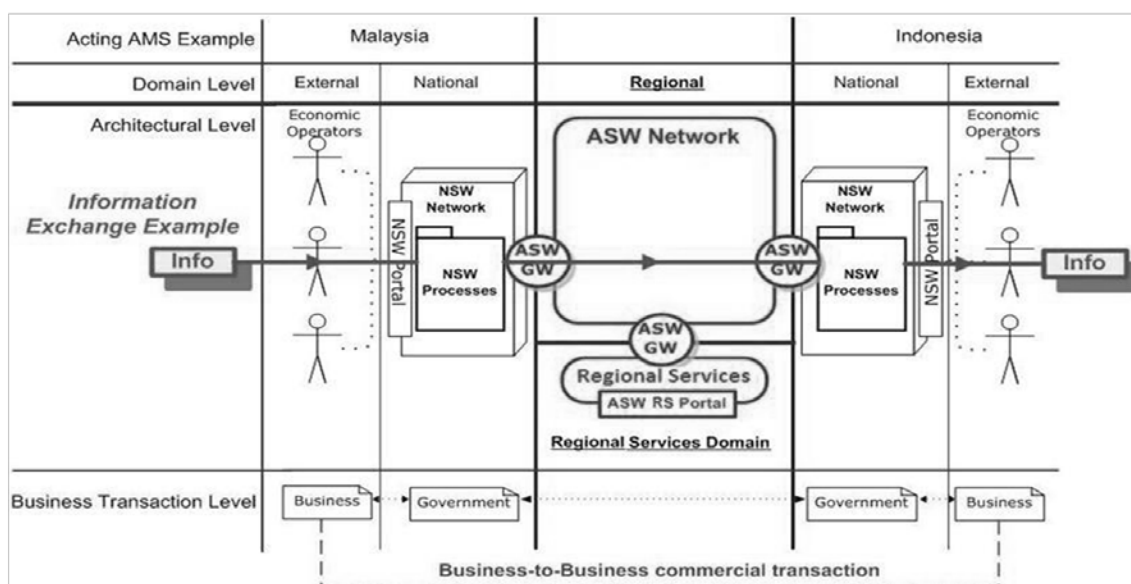 Acting AMS Example
Malaysia
Indonesia
Domain Level
External
National
Regional
National
External
Architectural Level
Economic
Operators
ASW Network
Economic
Operators
Information
Exchange Example
NSW
Network
NSW Portal
NSW
Processes
ASW
GW
ASW
GW
NSW
Network
NSW
Processes
NSW Portal
Info
Info
ASW
GW
Regional Services
ASW RS Portal
Regional Services Domain
Business Transaction Level
Business
Government
Government
Business
Business-to-Business commercial transaction